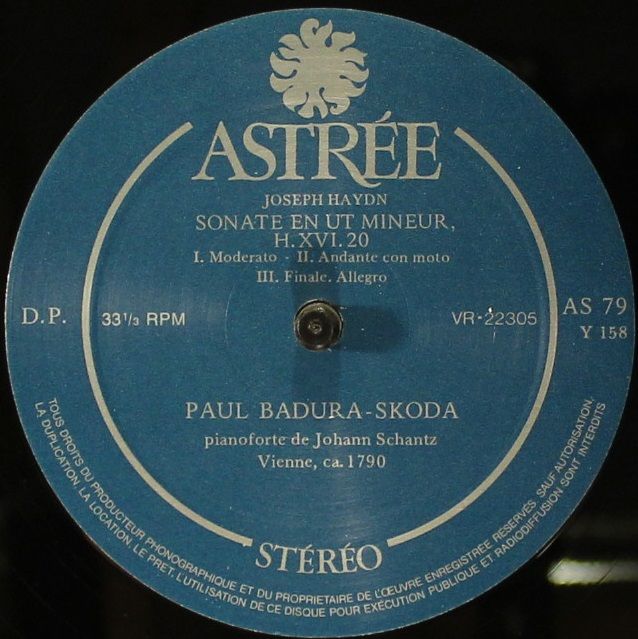 ASTRÉE
JOSEPH HAYDN
SONATE EN UT MINEUR,
H.XVI.20
I. Moderato - II. Andante con moto
III. Finale. Allegro
D.P.
33 1/3 RPM
VR-22305
AS 79
Y 158
PAUL BADURA-SKODA
pianoforte de Johann Schantz
Vienne, ca. 1790
STÉRÉO
TOUS DROITS DU PRODUCTEUR PHONOGRAPHIQUE ET DU PROPRIETAIRE DE L'ŒUVRE ENREGISTREE RÉSERVÉS. SAUF AUTORISATION,
LA DUPLICATION, LA LOCATION, LE PRET, L'UTILISATION DE CE DISQUE POUR EXÉCUTION PUBLIQUE ET RADIODIFFUSION SONT INTERDITS